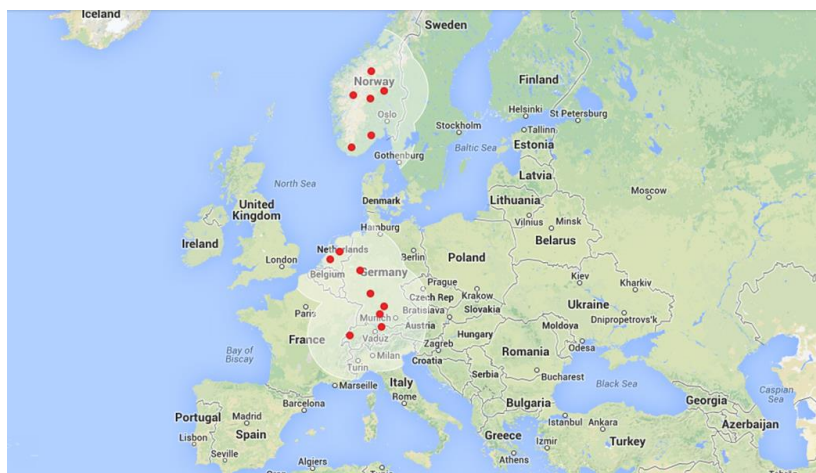 Iceland
Sweden
Norway
Finland
Oslo
Helsinki
St Petersburg
Stockholm
Tallinn
Estonia
Gothenburg
Baltic Sea
North Sea
Latvia
Moscow
Denmark
Lithuania
United
Kingdom
Vilnius
Minsk
Hamburg
Belarus
Ireland
Netherlands
Berlin
Poland
London
Belgium
Germany
Kiev
Kharkiv
Prague
Czech Rep
Krakow
Ukraine
Paris
Munich
Bratislava
Slovakia
Dnipropetrovs'k
Austria
Vaduz
Hungary
Moldova
France
Zagreb
Odesa
Milan
Croatia
Romania
Bay of
Biscay
Turin
Serbia
Bucharest
Marseille
Italy
Black Sea
Caspian
Sea
Barcelona
Rome
Bulgaria
Georgia
Portugal
Madrid
Istanbul
Ankara
Azerbaijan
Lisbon
Spain
Greece
Izmir
Turkey
Seville
Athens
Algiers